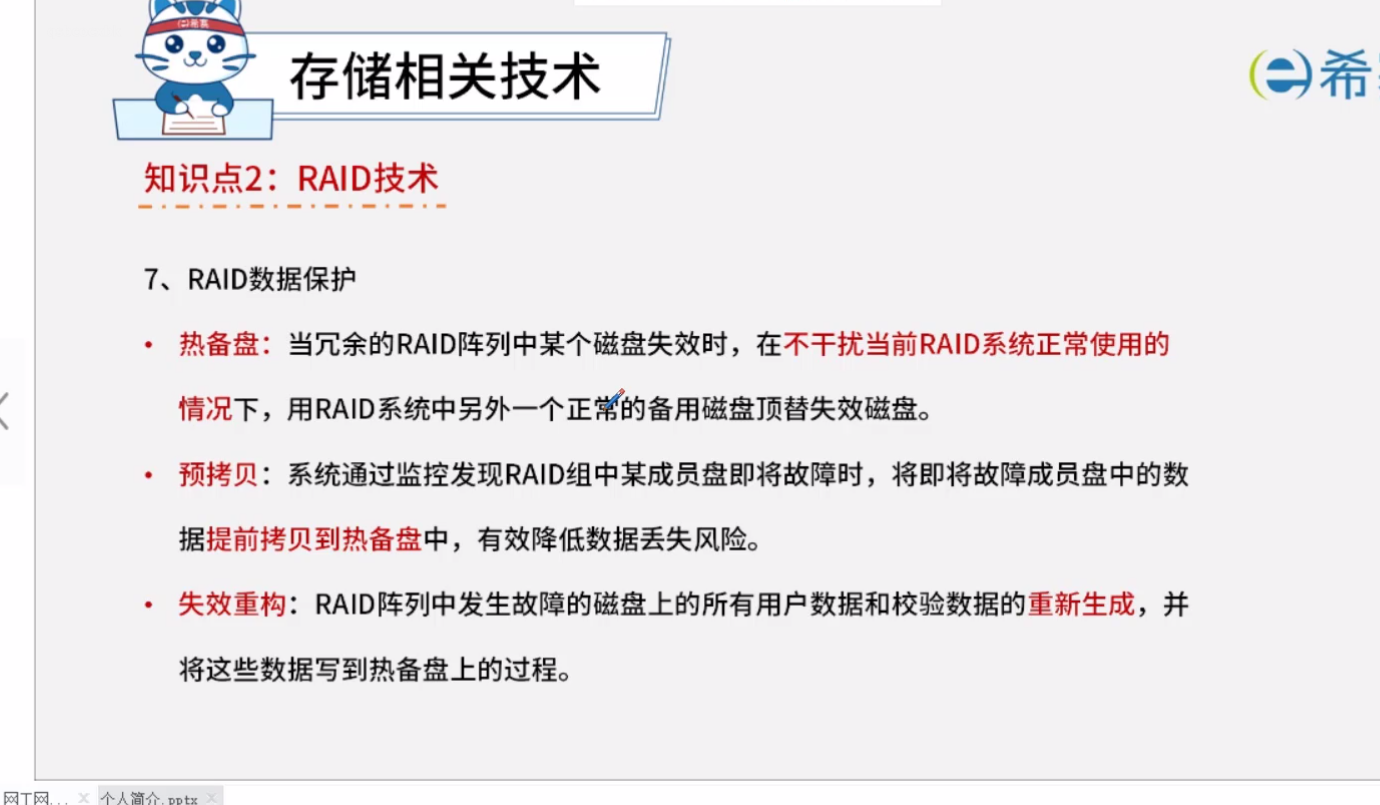 存储相关技术
希
知识点2：RAID技术
7、RAID数据保护
• 热备盘：当冗余的RAID阵列中某个磁盘失效时，在不干扰当前RAID系统正常使用的
情况下，用RAID系统中另外一个正常的备用磁盘顶替失效磁盘。
• 预拷贝：系统通过监控发现RAID组中某成员盘即将故障时，将即将故障成员盘中的数
据提前拷贝到热备盘中，有效降低数据丢失风险。
• 失效重构：RAID阵列中发生故障的磁盘上的所有用户数据和校验数据的重新生成，并
将这些数据写到热备盘上的过程。
网工网...
个人简介.pptx